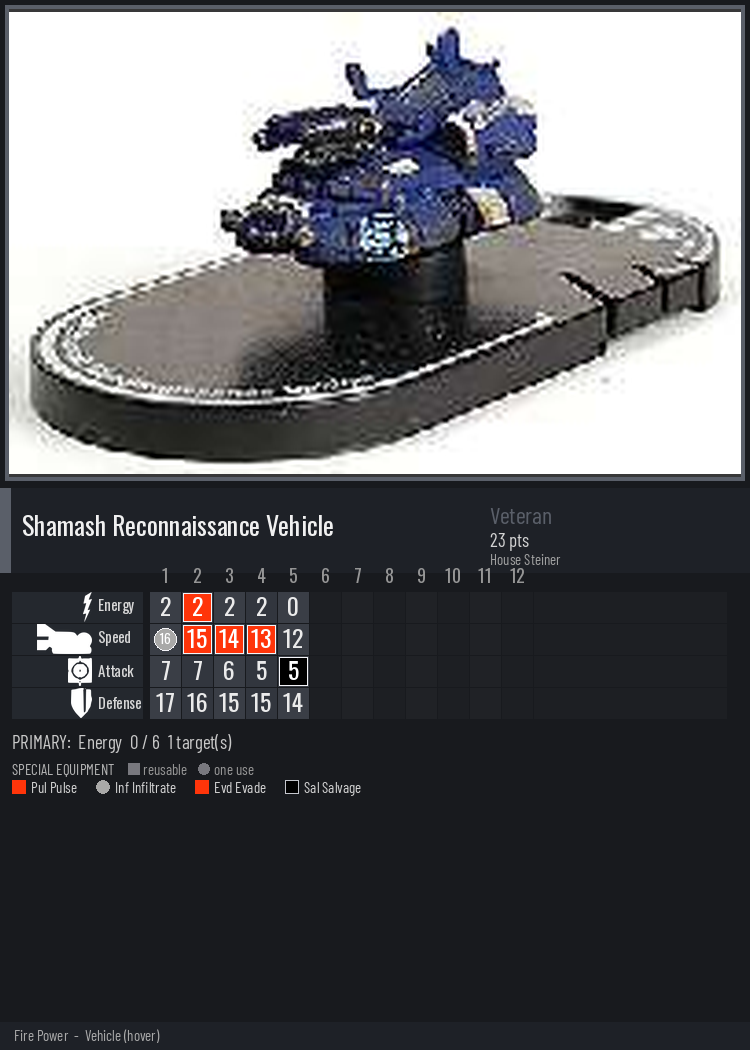 Shamash Reconnaissance Vehicle
Veteran
23 pts
House Steiner
1 2 3 4 5 6 7 8 9 10 11 12
Energy 2 2 2 2 0
Speed 16 15 14 13 12
Attack 7 7 6 5 5
Defense 17 16 15 15 14
PRIMARY: Energy 0 / 6 1 target(s)
SPECIAL EQUIPMENT reusable one use
Pul Pulse Inf Infiltrate Evd Evade Sal Salvage
Fire Power - Vehicle (hover)